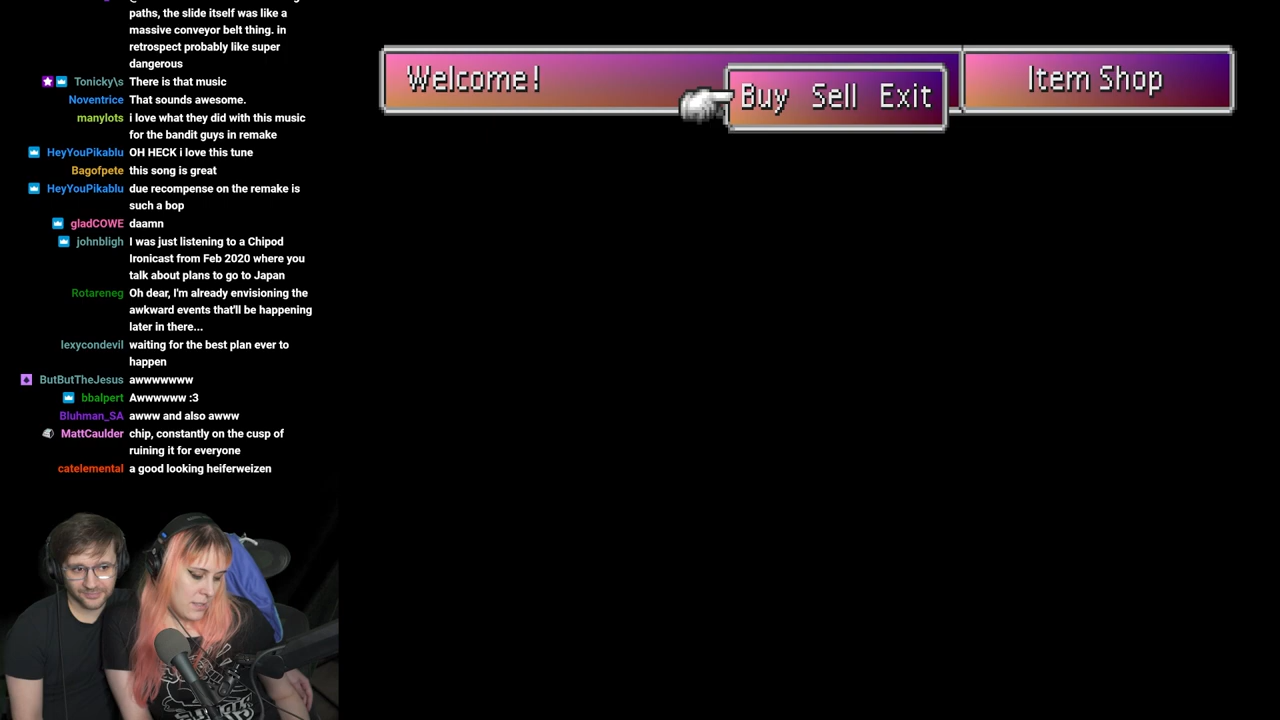 paths, the slide itself was like a
massive conveyor belt thing. in
retrospect probably like super
dangerous
Tonicky\s There is that music
Noventrice That sounds awesome.
manylots i love what they did with this music
for the bandit guys in remake
HeyYouPikablu OH HECK i love this tune
Bagofpete this song is great
HeyYouPikablu due recompense on the remake is
such a bop
gladCOWE daamn
johnbligh I was just listening to a Chipod
Ironicast from Feb 2020 where you
talk about plans to go to Japan
Rotareneg Oh dear, I'm already envisioning the
awkward events that'll be happening
later in there...
lexycondevil waiting for the best plan ever to
happen
ButButTheJesus awwwwwww
bbalpert Awwwwww :3
Bluhman_SA awww and also awww
MattCaulder chip, constantly on the cusp of
ruining it for everyone
catelemental a good looking heiferweizen
Welcome!
Buy Sell Exit
Item Shop